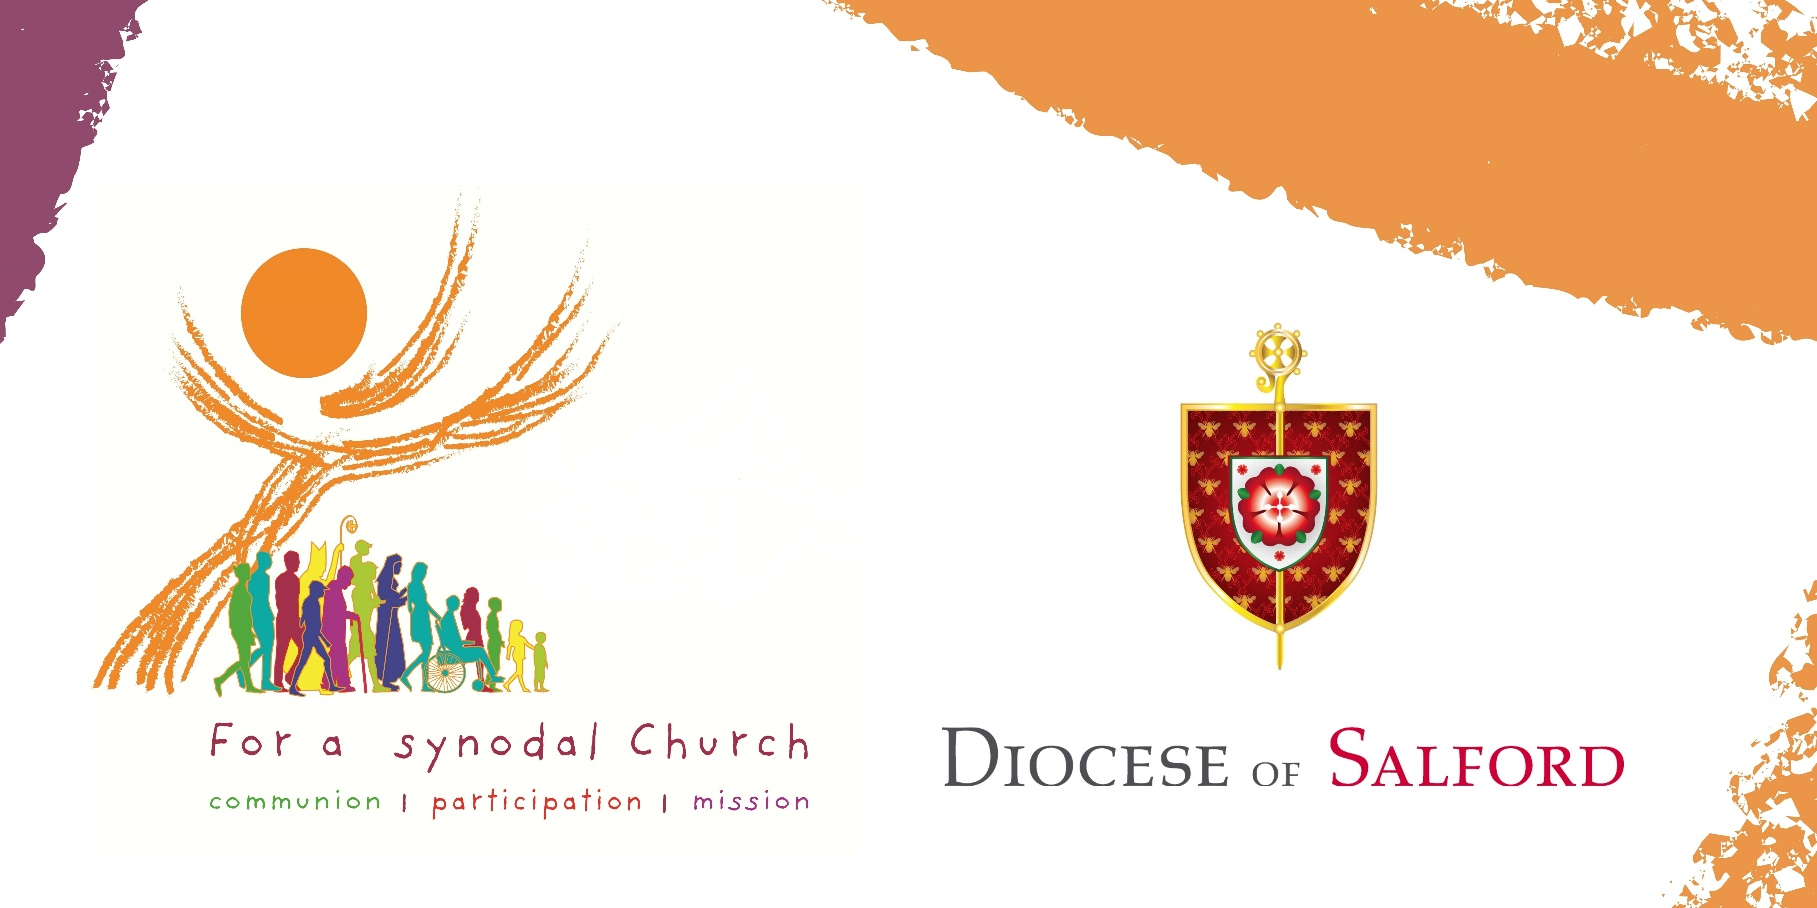 For a synodal Church
communion | participation | mission
DIOCESE OF SALFORD